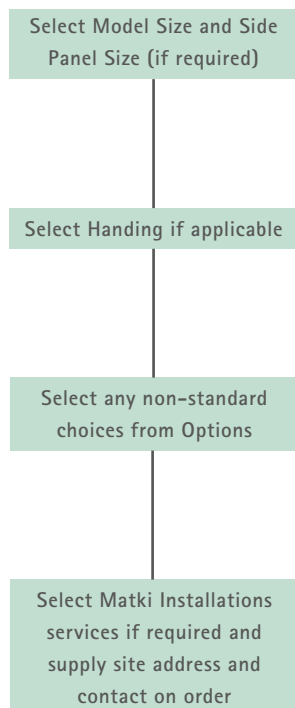 Select Model Size and Side
Panel Size (if required)
Select Handing if applicable
Select any non-standard
choices from Options
Select Matki Installations
services if required and
supply site address and
contact on order